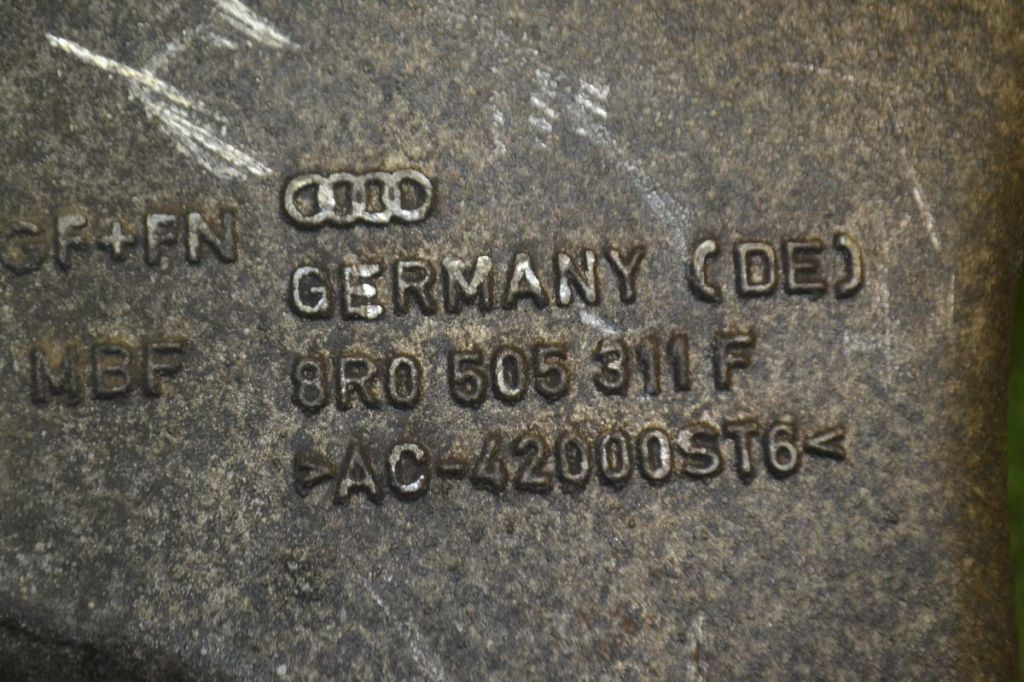 GF+FN
GERMANY (DE)
MBF
8R0 505 311 F
>AC-42000ST6<